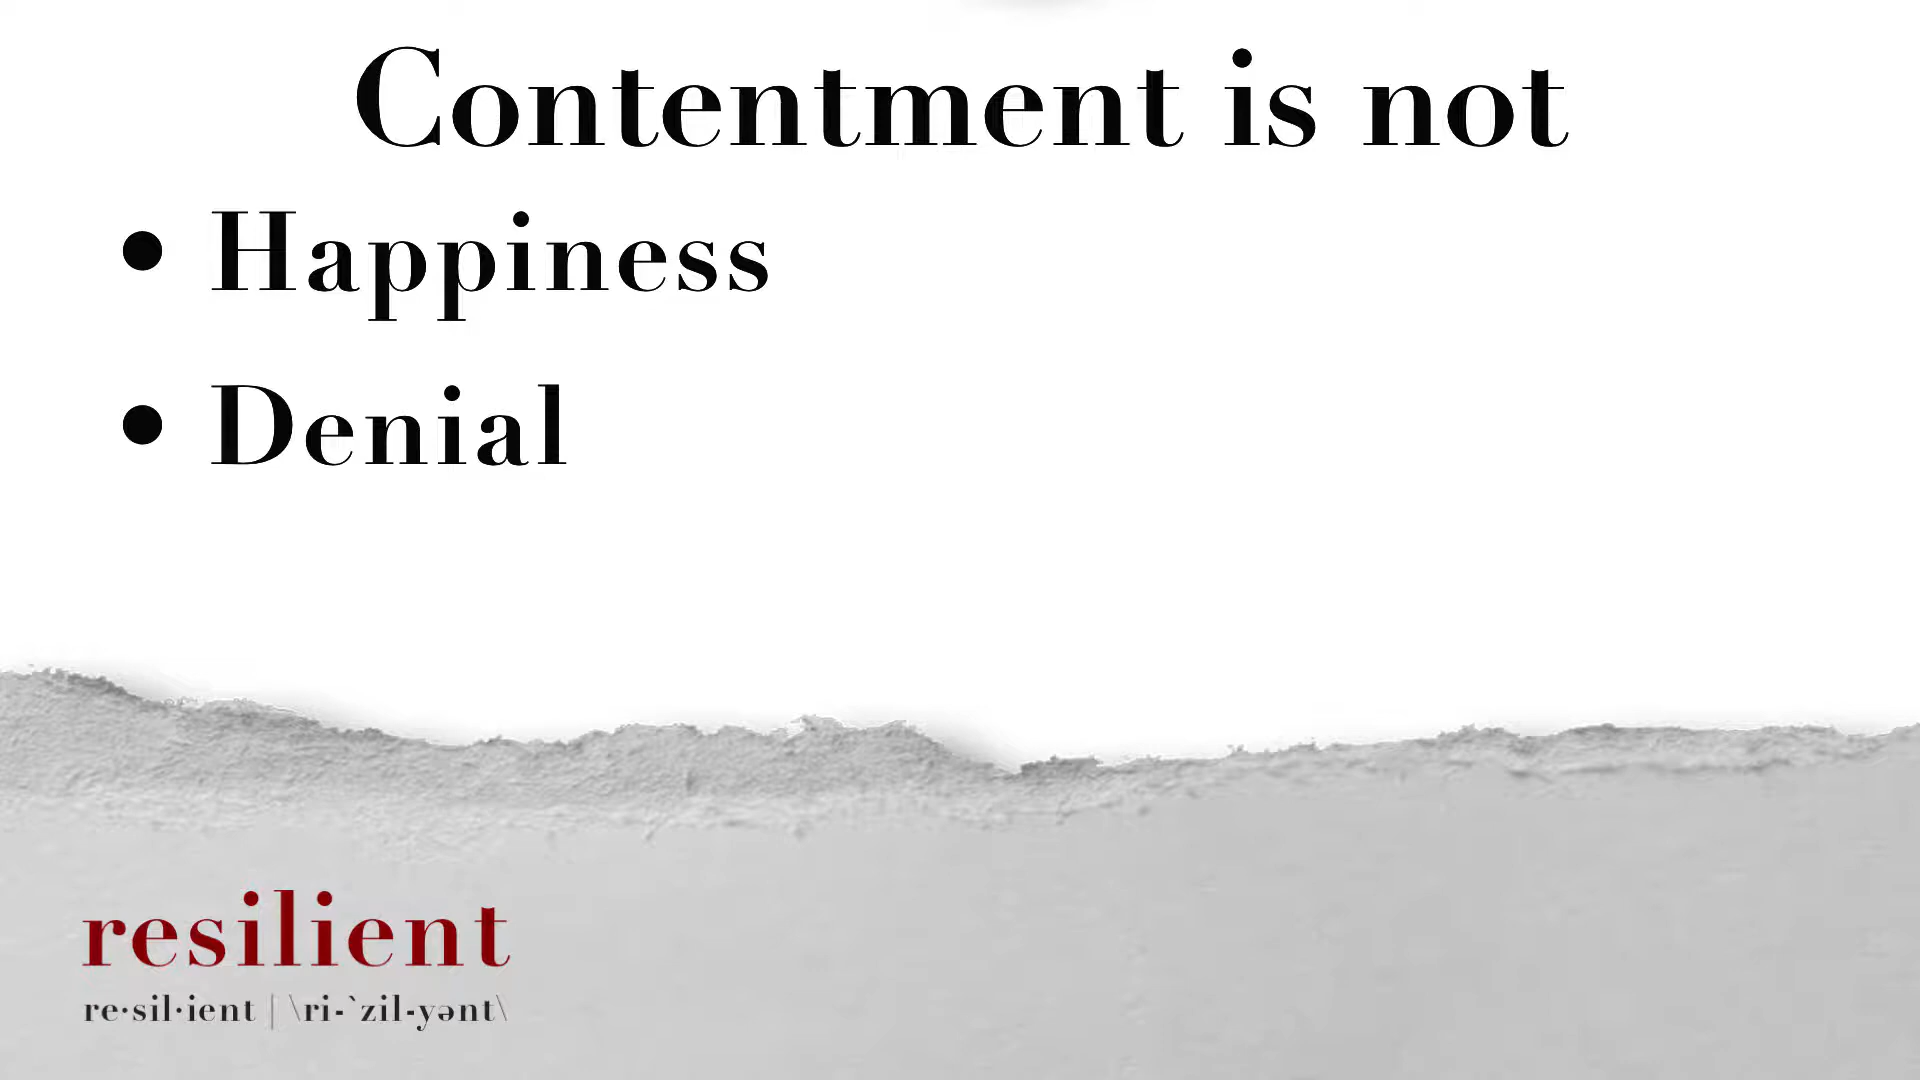 Contentment is not
• Happiness
• Denial
resilient
re·sil·ient | \ri-`zil-yənt\